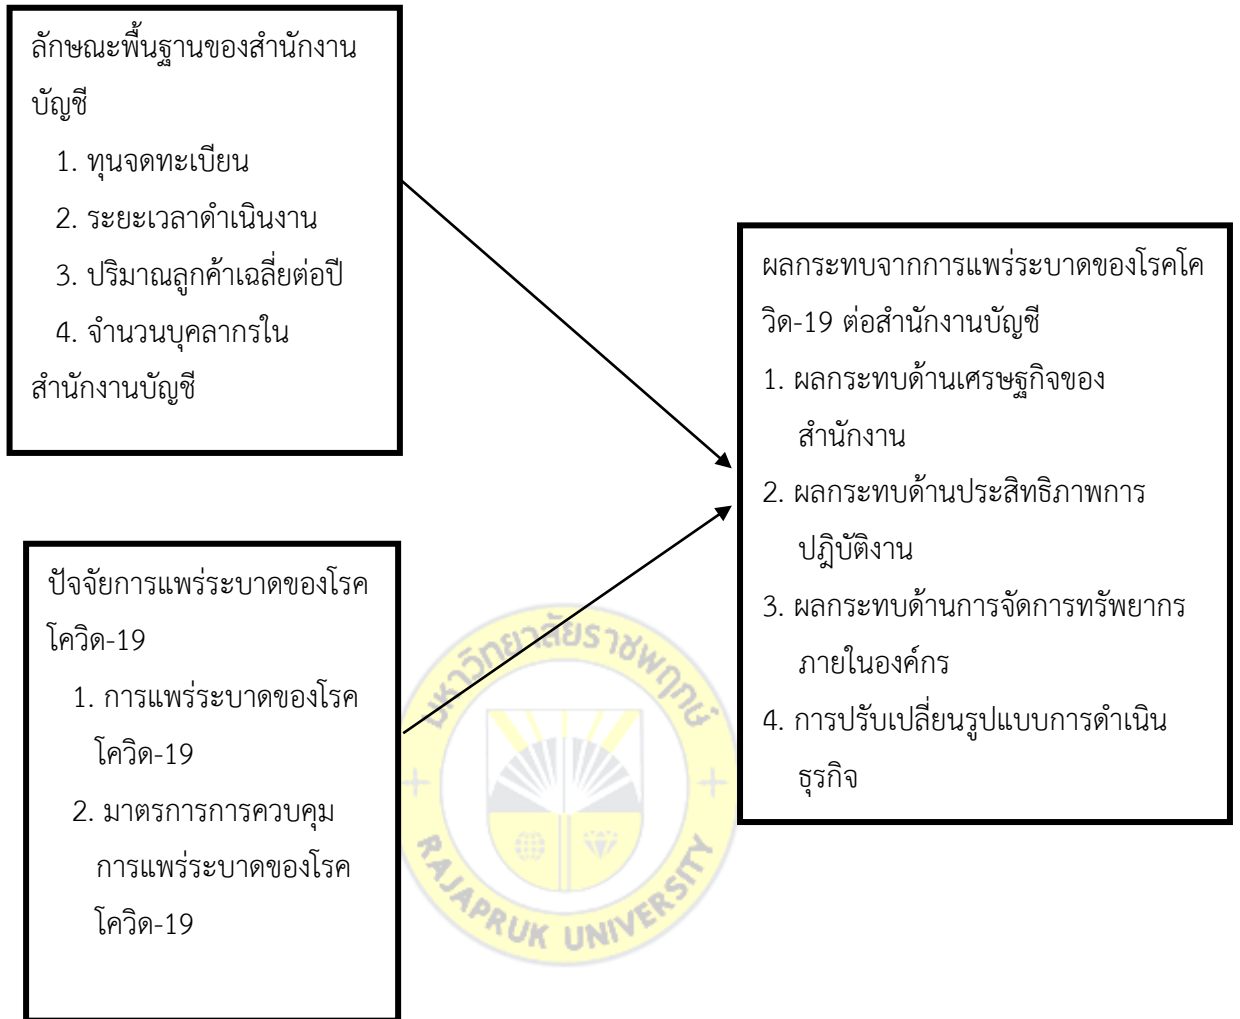 ลักษณะพื้นฐานของสำนักงาน
บัญชี
1. ทุนจดทะเบียน
2. ระยะเวลาดำเนินงาน
3. ปริมาณลูกค้าเฉลี่ยต่อปี
4. จำนวนบุคลากรใน
สำนักงานบัญชี
ผลกระทบจากการแพร่ระบาดของโรคโค
วิด-19 ต่อสำนักงานบัญชี
1. ผลกระทบด้านเศรษฐกิจของ
สำนักงาน
2. ผลกระทบด้านประสิทธิภาพการ
ปฎิบัติงาน
3. ผลกระทบด้านการจัดการทรัพยากร
ภายในองค์กร
4. การปรับเปลี่ยนรูปแบบการดำเนิน
ธุรกิจ
ปัจจัยการแพร่ระบาดของโรค
โควิด-19
1. การแพร่ระบาดของโรค
โควิด-19
2. มาตรการการควบคุม
การแพร่ระบาดของโรค
โควิด-19
มหาวิทยาลัยราชพฤกษ์
RAJAPRUK UNIVERSITY